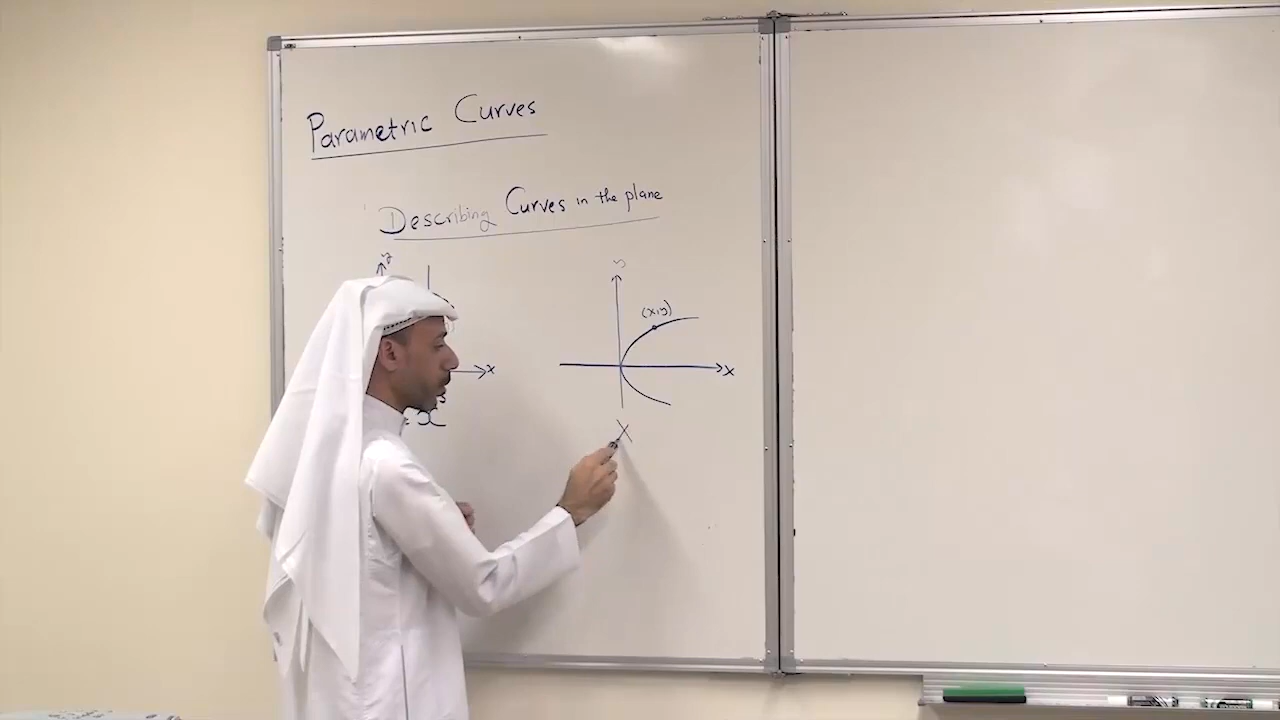 Parametric Curves
Describing Curves in the plane
y
y
(x,y)
x
x
= x
X